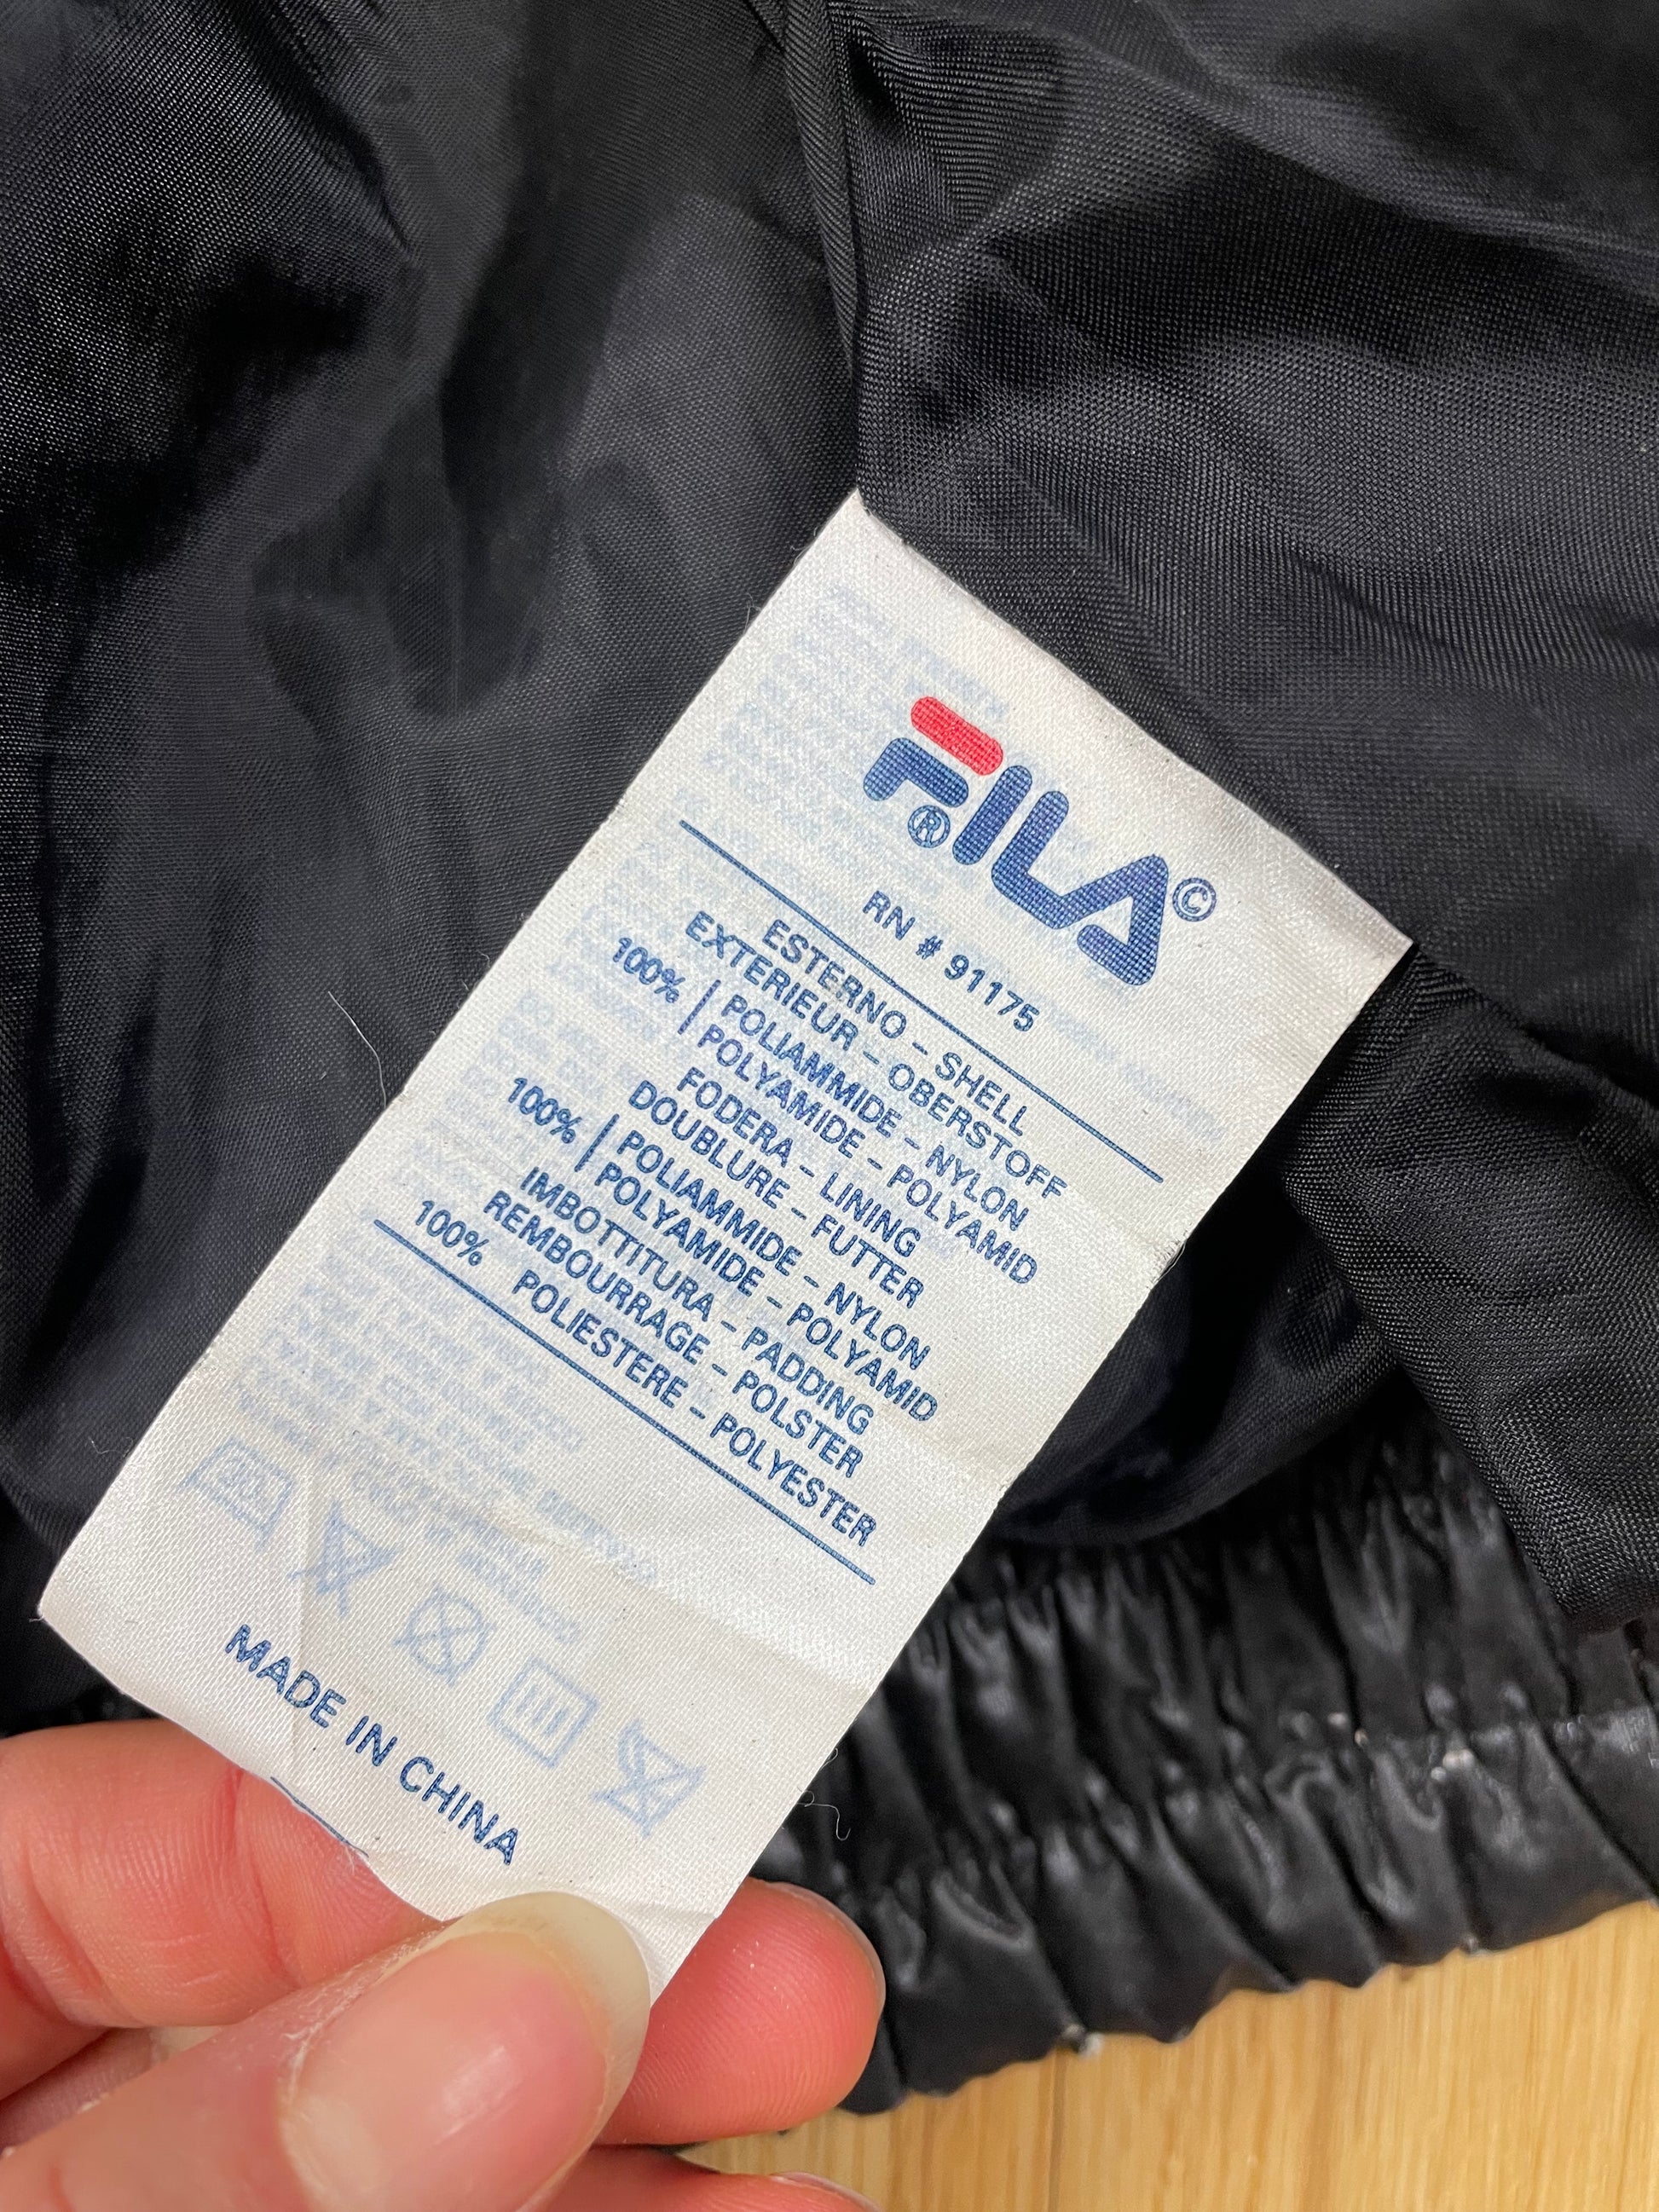 FILA®©
RN # 91175
ESTERNO – SHELL
EXTERIEUR – OBERSTOFF
100% | POLIAMMIDE – NYLON
| POLYAMIDE – POLYAMID
FODERA – LINING
DOUBLURE – FUTTER
100% | POLIAMMIDE – NYLON
| POLYAMIDE – POLYAMID
IMBOTTITURA – PADDING
REMBOURRAGE – POLSTER
100% POLIESTERE – POLYESTER
MADE IN CHINA